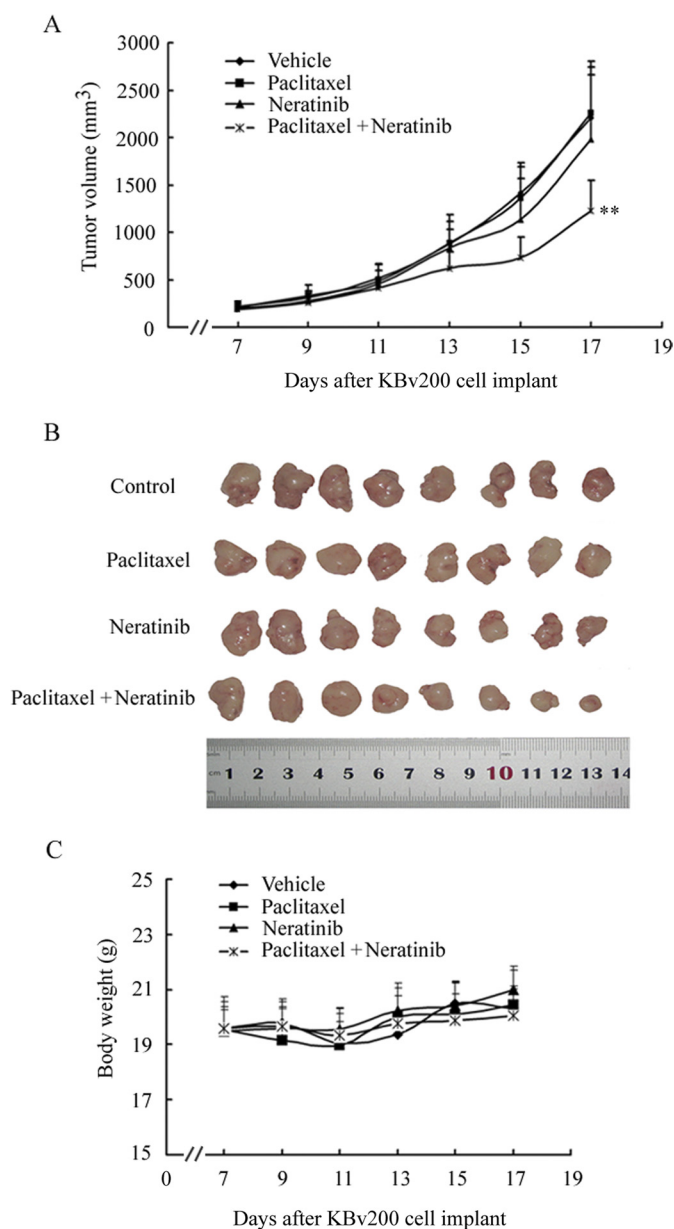 A
3000
2500
2000
1500
1000
500
0
Tumor volume (mm³)
Vehicle
Paclitaxel
Neratinib
Paclitaxel + Neratinib
**
7 9 11 13 15 17 19
Days after KBv200 cell implant
B
Control
Paclitaxel
Neratinib
Paclitaxel + Neratinib
cm 1 2 3 4 5 6 7 8 9 10 11 12 13 14
C
25
23
21
19
17
15
Body weight (g)
Vehicle
Paclitaxel
Neratinib
Paclitaxel + Neratinib
0 7 9 11 13 15 17 19
Days after KBv200 cell implant